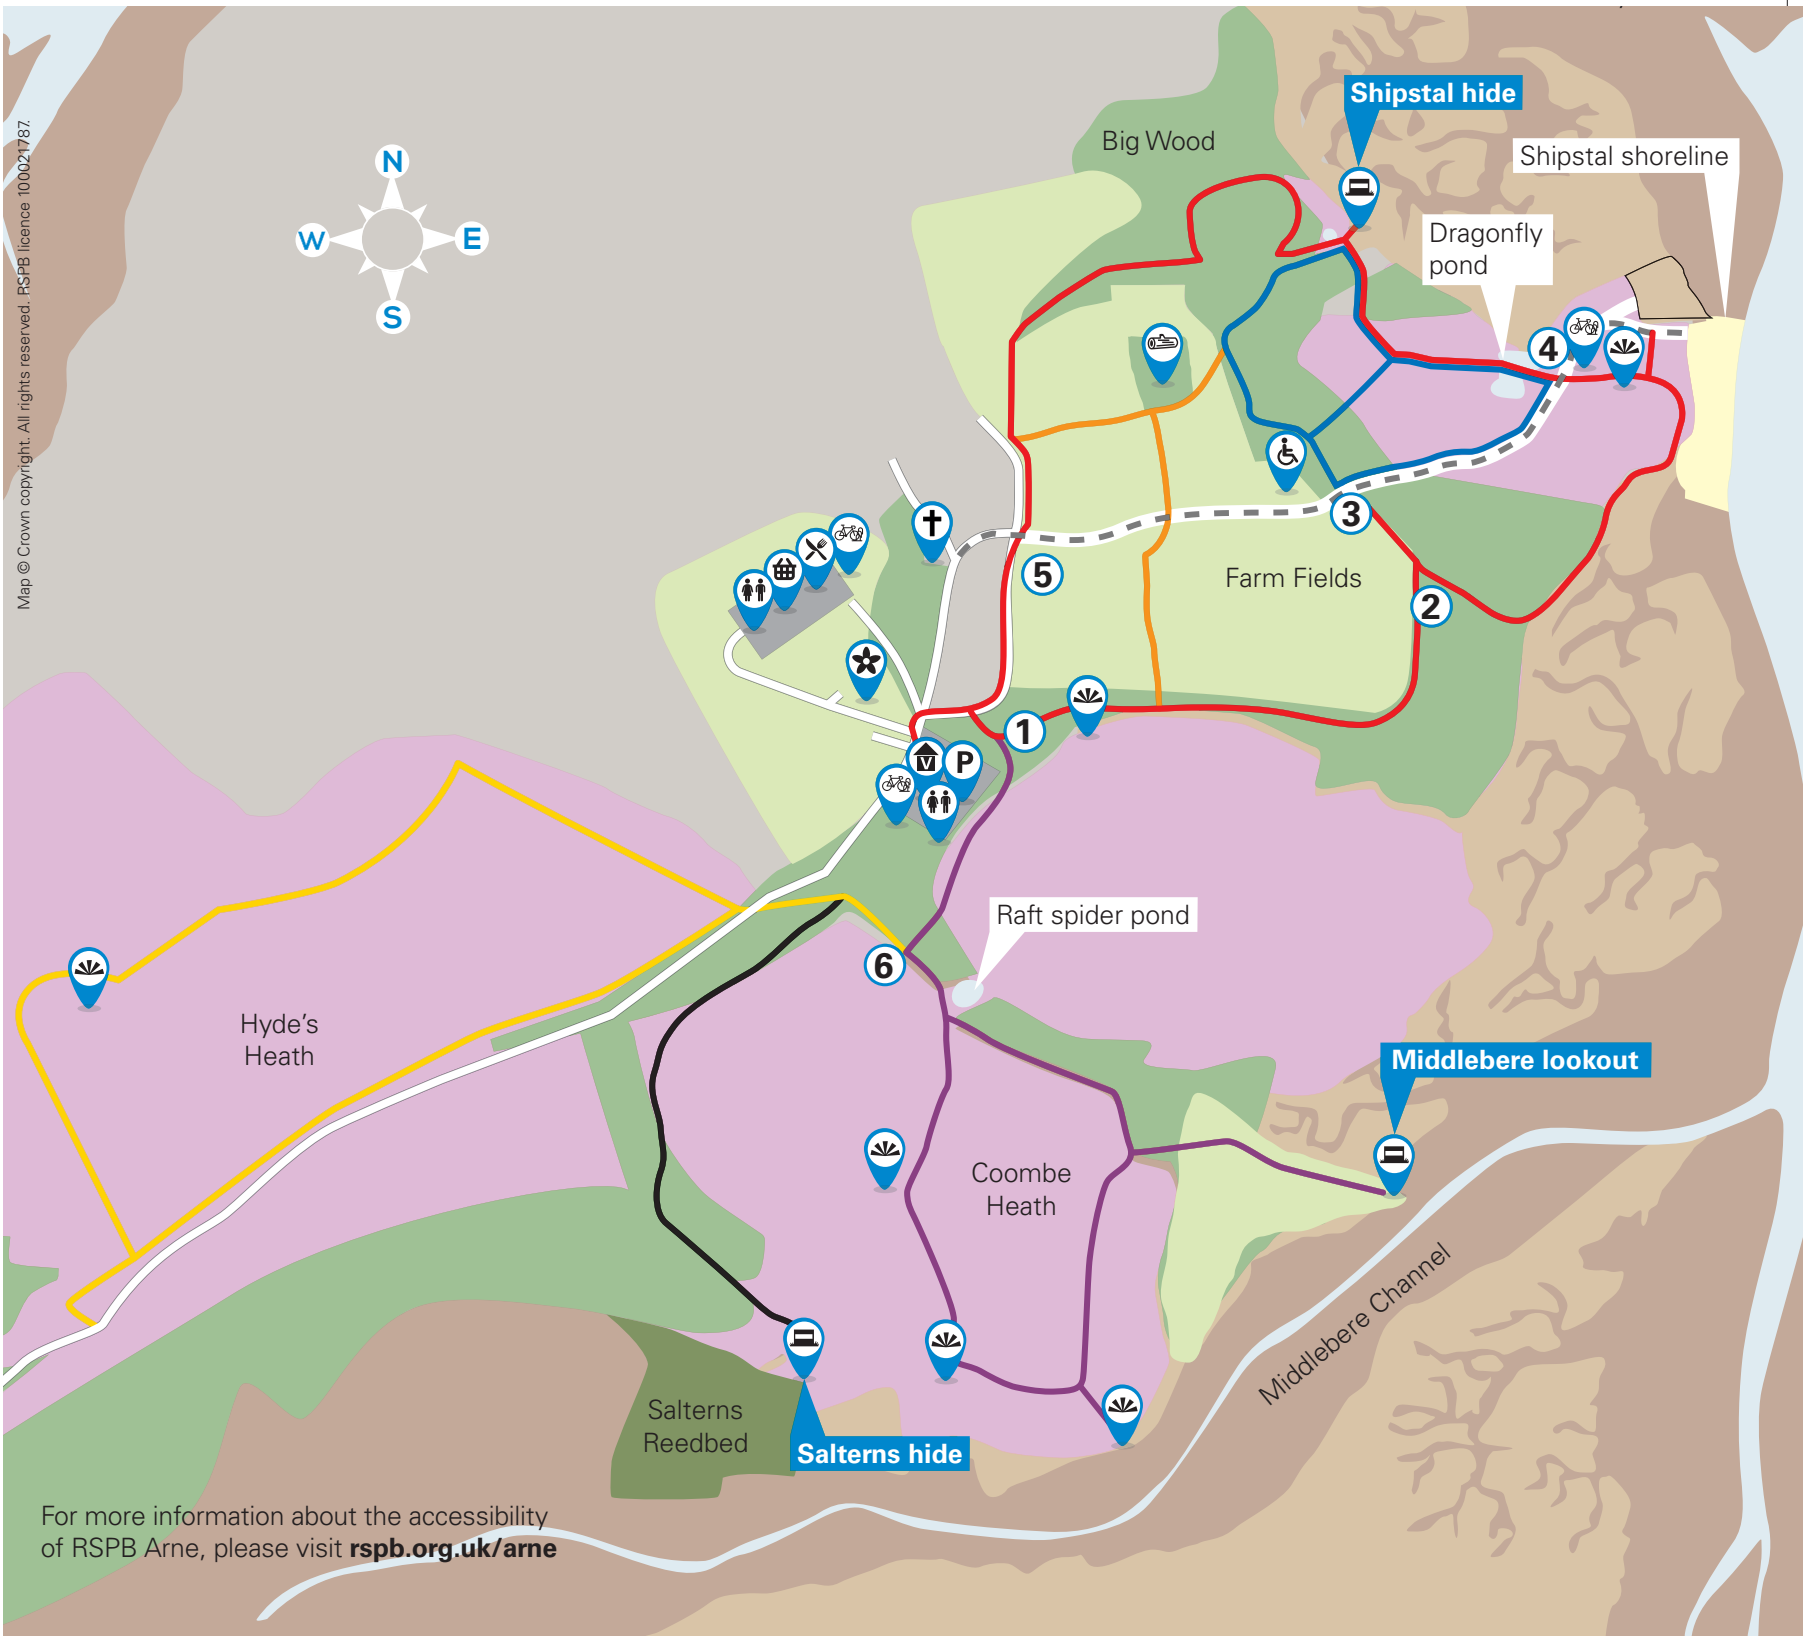 Map © Crown copyright. All rights reserved. RSPB licence 100021787.
N
W
E
S
Big Wood
Shipstal hide
Shipstal shoreline
Dragonfly
pond
4
3
5
Farm Fields
2
1
V
P
Raft spider pond
6
Hyde's
Heath
Middlebere lookout
Coombe
Heath
Middlebere Channel
Salterns
Reedbed
Salterns hide
For more information about the accessibility
of RSPB Arne, please visit rspb.org.uk/arne